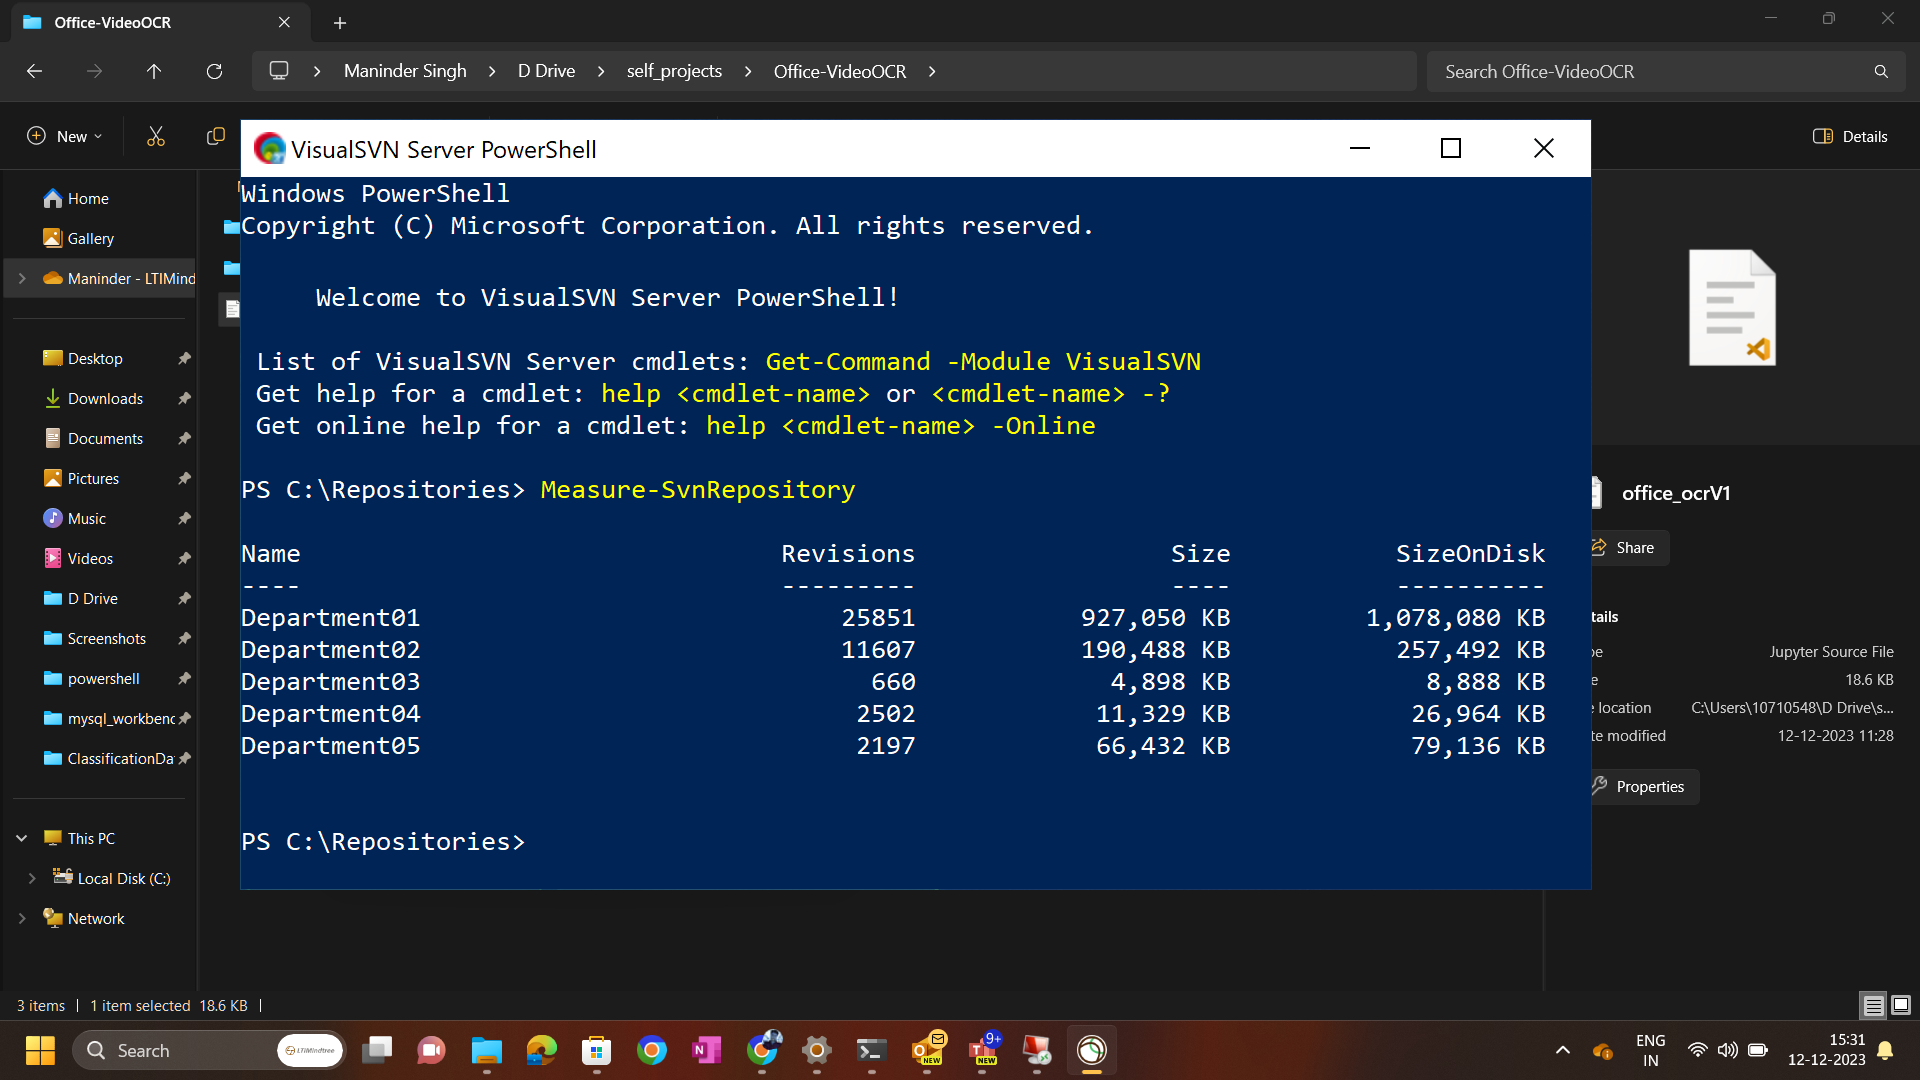 Office-VideoOCR
Maninder Singh > D Drive > self_projects > Office-VideoOCR >
Search Office-VideoOCR
New
Details
VisualSVN Server PowerShell
Home
Gallery
Maninder - LTIMind
Desktop
Downloads
Documents
Pictures
Music
Videos
D Drive
Screenshots
powershell
mysql_workbenc
ClassificationDa
This PC
Local Disk (C:)
Network
Windows PowerShell
Copyright (C) Microsoft Corporation. All rights reserved.
Welcome to VisualSVN Server PowerShell!
List of VisualSVN Server cmdlets: Get-Command -Module VisualSVN
Get help for a cmdlet: help <cmdlet-name> or <cmdlet-name> -?
Get online help for a cmdlet: help <cmdlet-name> -Online
PS C:\Repositories> Measure-SvnRepository
Name Revisions Size SizeOnDisk
---- --------- ---- ----------
Department01 25851 927,050 KB 1,078,080 KB
Department02 11607 190,488 KB 257,492 KB
Department03 660 4,898 KB 8,888 KB
Department04 2502 11,329 KB 26,964 KB
Department05 2197 66,432 KB 79,136 KB
PS C:\Repositories>
office_ocrV1
Share
tails
pe Jupyter Source File
e 18.6 KB
location C:\Users\10710548\D Drive\s...
te modified 12-12-2023 11:28
Properties
3 items | 1 item selected 18.6 KB |
Search
LTIMindtree
NEW
9+
NEW
ENG
IN
15:31
12-12-2023